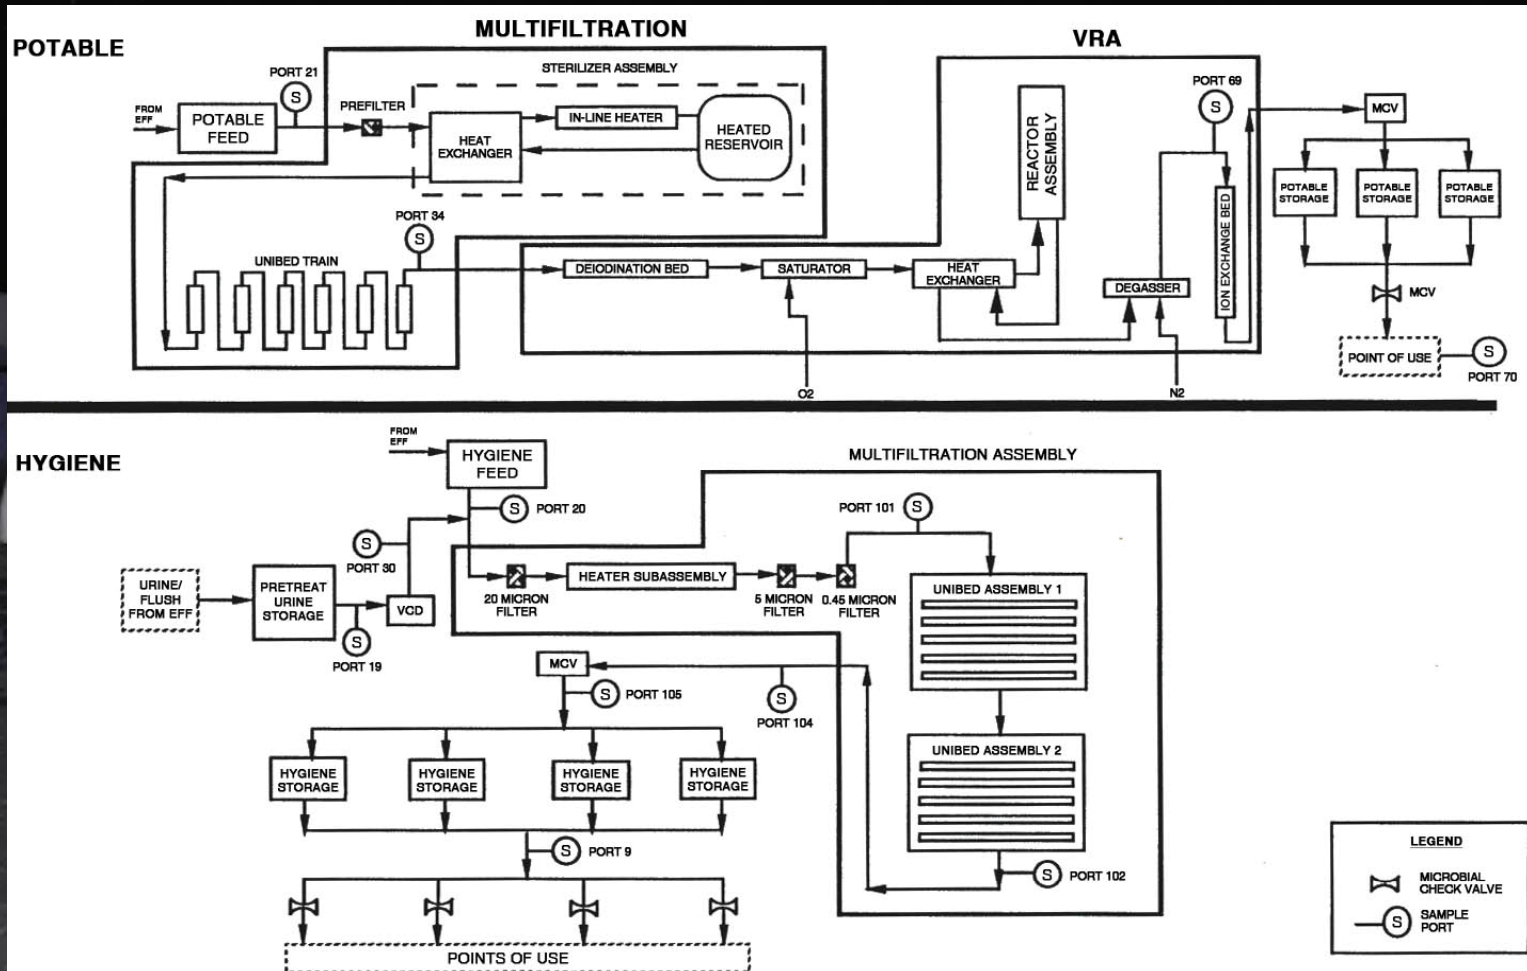 POTABLE
MULTIFILTRATION
VRA
PORT 21
S
FROM
EFF
POTABLE
FEED
PREFILTER
STERILIZER ASSEMBLY
HEAT
EXCHANGER
IN-LINE HEATER
HEATED
RESERVOIR
REACTOR
ASSEMBLY
PORT 69
S
MCV
POTABLE
STORAGE
POTABLE
STORAGE
POTABLE
STORAGE
PORT 34
S
UNIBED TRAIN
DEIODINATION BED
SATURATOR
HEAT
EXCHANGER
DEGASSER
ION EXCHANGE BED
MCV
POINT OF USE
S
PORT 70
O2
N2
HYGIENE
FROM
EFF
HYGIENE
FEED
MULTIFILTRATION ASSEMBLY
S
PORT 20
PORT 101
S
S
PORT 30
URINE/
FLUSH
FROM EFF
PRETREAT
URINE
STORAGE
VCD
S
PORT 19
20 MICRON
FILTER
HEATER SUBASSEMBLY
5 MICRON
FILTER
0.45 MICRON
FILTER
UNIBED ASSEMBLY 1
MCV
S
PORT 105
S
PORT 104
UNIBED ASSEMBLY 2
HYGIENE
STORAGE
HYGIENE
STORAGE
HYGIENE
STORAGE
HYGIENE
STORAGE
S
PORT 9
S
PORT 102
POINTS OF USE
LEGEND
MICROBIAL
CHECK VALVE
S
SAMPLE
PORT